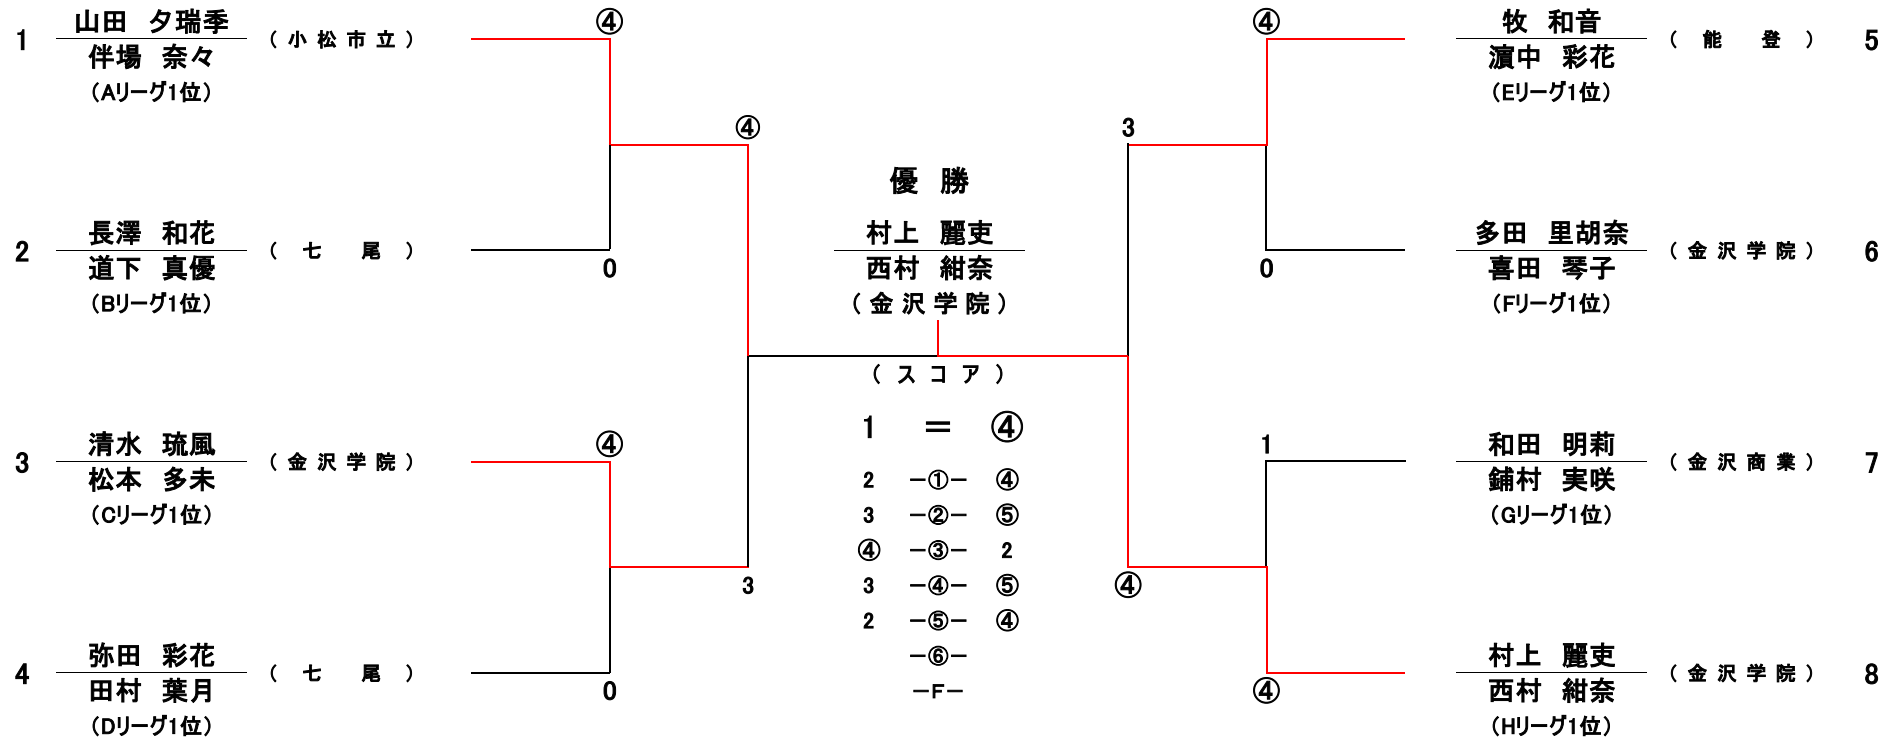 1 山田 夕瑞季 (小松市立)
伴場 奈々
(Aリーグ1位)
④
0
2 長澤 和花 (七尾)
道下 真優
(Bリーグ1位)
④
3 清水 琉風 (金沢学院)
松本 多未
(Cリーグ1位)
④
3
4 弥田 彩花 (七尾)
田村 葉月
(Dリーグ1位)
0
優勝
村上 麗吏
西村 紺奈
(金沢学院)
(スコア)
1 = ④
2 -①- ④
3 -②- ⑤
④ -③- 2
3 -④- ⑤
2 -⑤- ④
-⑥-
-F-
④
牧 和音 (能登) 5
濵中 彩花
(Eリーグ1位)
3
多田 里胡奈 (金沢学院) 6
喜田 琴子
(Fリーグ1位)
0
1
和田 明莉 (金沢商業) 7
鋪村 実咲
(Gリーグ1位)
④
村上 麗吏 (金沢学院) 8
西村 紺奈
(Hリーグ1位)
④